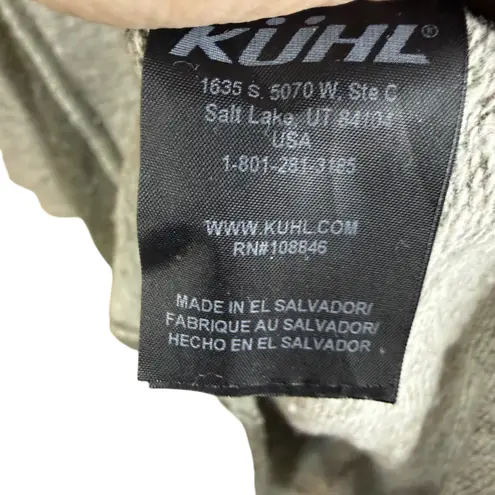 KÜHL®
1635 S. 5070 W. Ste C
Salt Lake, UT 84104
USA
1-801-281-3185
WWW.KUHL.COM
RN#108846
MADE IN EL SALVADOR/
FABRIQUE AU SALVADOR/
HECHO EN EL SALVADOR